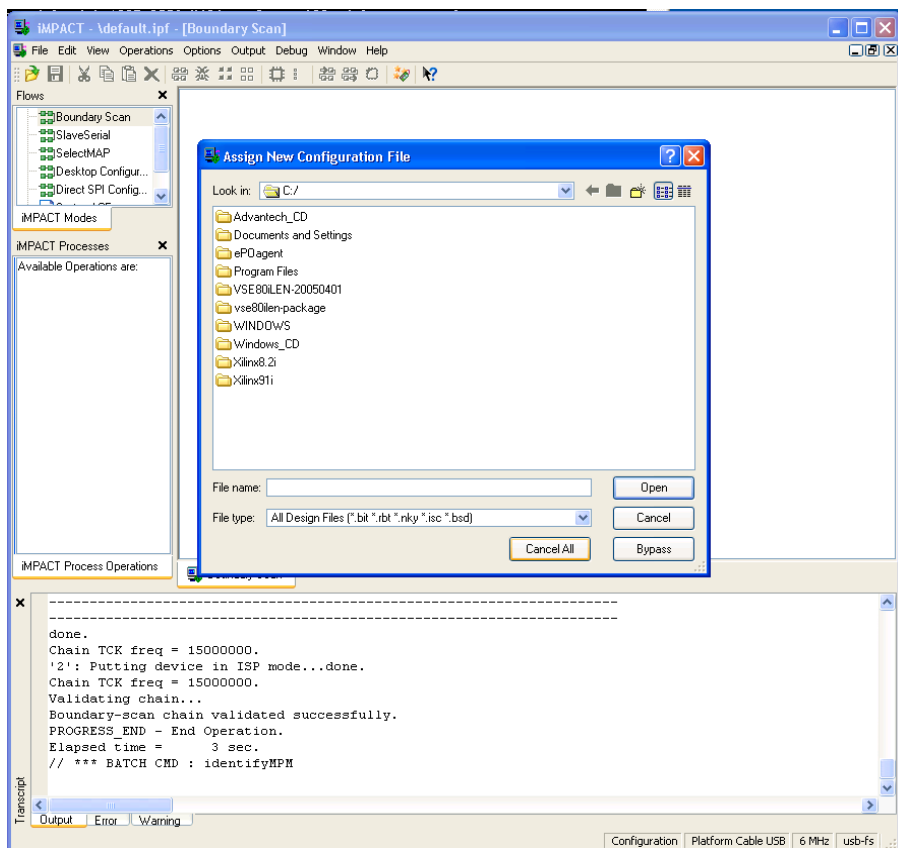 iMPACT - \default.ipf - [Boundary Scan]
File Edit View Operations Options Output Debug Window Help
Flows
Boundary Scan
SlaveSerial
SelectMAP
Desktop Configur...
Direct SPI Config...
iMPACT Modes
iMPACT Processes
Available Operations are:
iMPACT Process Operations
Assign New Configuration File
Look in: C:/
Advantech_CD
Documents and Settings
ePOagent
Program Files
VSE80iLEN-20050401
vse80ilen-package
WINDOWS
Windows_CD
Xilinx8.2i
Xilinx91i
File name:
Open
File type: All Design Files (*.bit *.rbt *.nky *.isc *.bsd)
Cancel
Cancel All
Bypass
----------------------------------------------------------------------
----------------------------------------------------------------------
done.
Chain TCK freq = 15000000.
'2': Putting device in ISP mode...done.
Chain TCK freq = 15000000.
Validating chain...
Boundary-scan chain validated successfully.
PROGRESS_END - End Operation.
Elapsed time =      3 sec.
// *** BATCH CMD : identifyMPM
Transcript
Output Error Warning
Configuration Platform Cable USB 6 MHz usb-fs